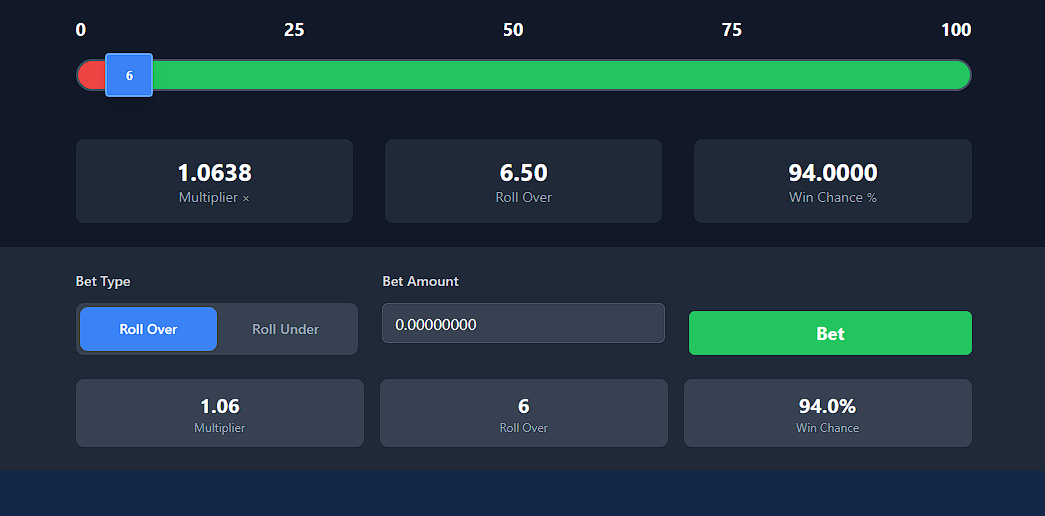 0 25 50 75 100
6
1.0638 6.50 94.0000
Multiplier × Roll Over Win Chance %
Bet Type Bet Amount
Roll Over Roll Under 0.00000000 Bet
1.06 6 94.0%
Multiplier Roll Over Win Chance